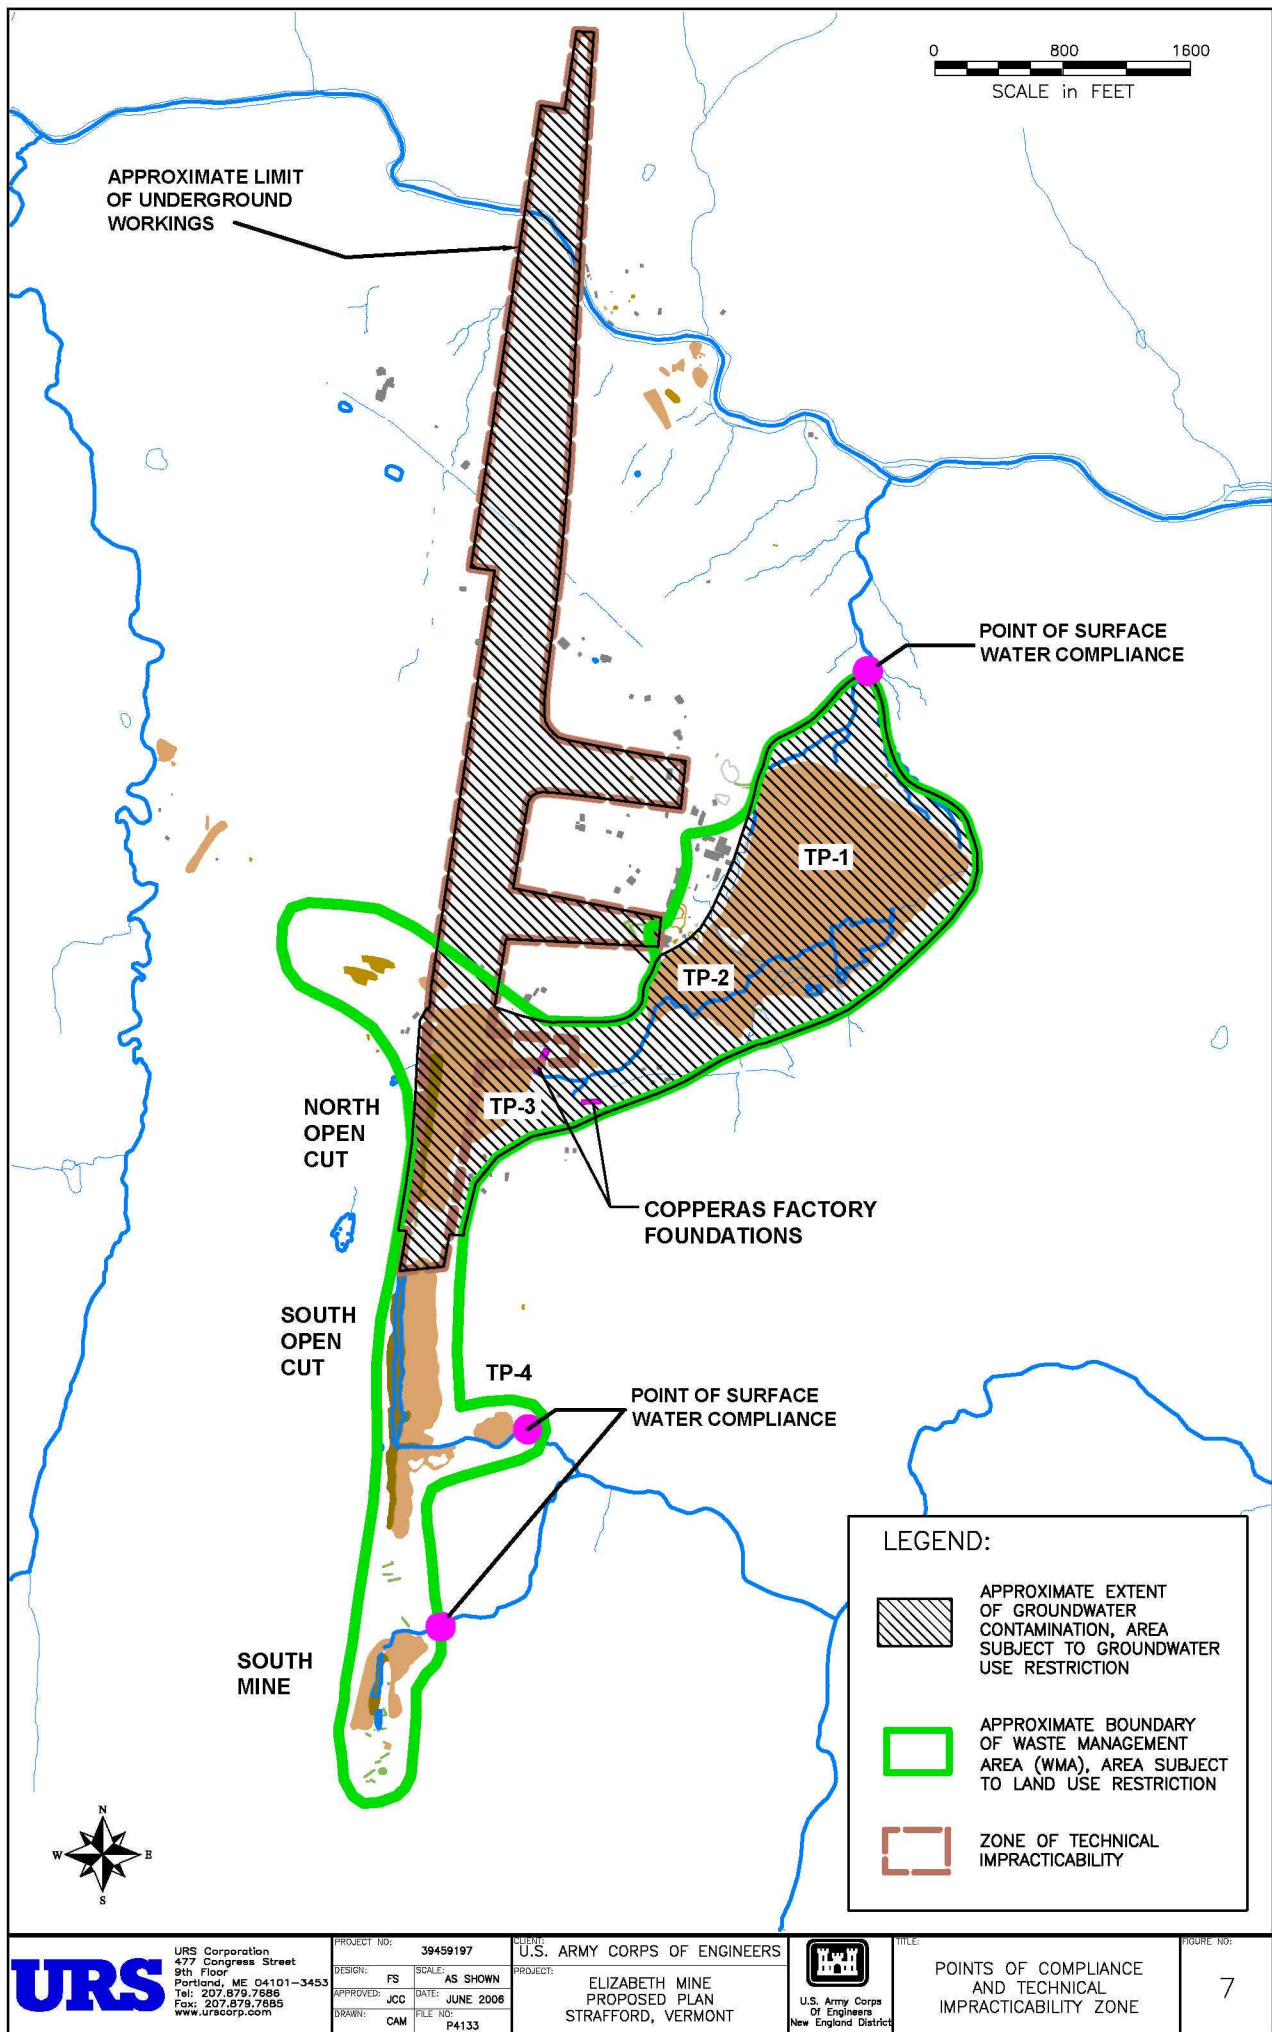 0 800 1600
SCALE in FEET
APPROXIMATE LIMIT
OF UNDERGROUND
WORKINGS
POINT OF SURFACE
WATER COMPLIANCE
TP-1
TP-2
TP-3
NORTH
OPEN
CUT
COPPERAS FACTORY
FOUNDATIONS
SOUTH
OPEN
CUT
TP-4
POINT OF SURFACE
WATER COMPLIANCE
SOUTH
MINE
LEGEND:
APPROXIMATE EXTENT
OF GROUNDWATER
CONTAMINATION, AREA
SUBJECT TO GROUNDWATER
USE RESTRICTION
APPROXIMATE BOUNDARY
OF WASTE MANAGEMENT
AREA (WMA), AREA SUBJECT
TO LAND USE RESTRICTION
ZONE OF TECHNICAL
IMPRACTICABILITY
N
W E
S
URS
URS Corporation
477 Congress Street
9th Floor
Portland, ME 04101-3453
Tel: 207.879.7686
Fax: 207.879.7685
www.urscorp.com
PROJECT NO: 39459197
DESIGN: FS
SCALE: AS SHOWN
APPROVED: JCC
DATE: JUNE 2006
DRAWN: CAM
FILE NO: P4133
CLIENT:
U.S. ARMY CORPS OF ENGINEERS
PROJECT:
ELIZABETH MINE
PROPOSED PLAN
STRAFFORD, VERMONT
U.S. Army Corps
Of Engineers
New England District
TITLE:
POINTS OF COMPLIANCE
AND TECHNICAL
IMPRACTICABILITY ZONE
FIGURE NO:
7